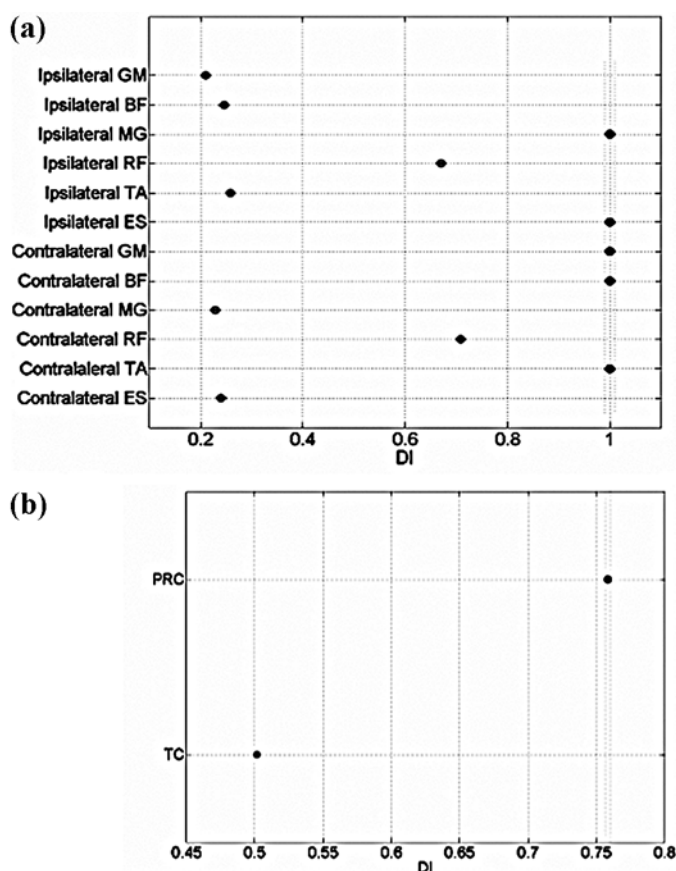 (a)
Ipsilateral GM
Ipsilateral BF
Ipsilateral MG
Ipsilateral RF
Ipsilateral TA
Ipsilateral ES
Contralateral GM
Contralateral BF
Contralateral MG
Contralateral RF
Contralaleral TA
Contralateral ES
0.2 0.4 0.6 0.8 1
DI
(b)
PRC
TC
0.45 0.5 0.55 0.6 0.65 0.7 0.75 0.8
DI